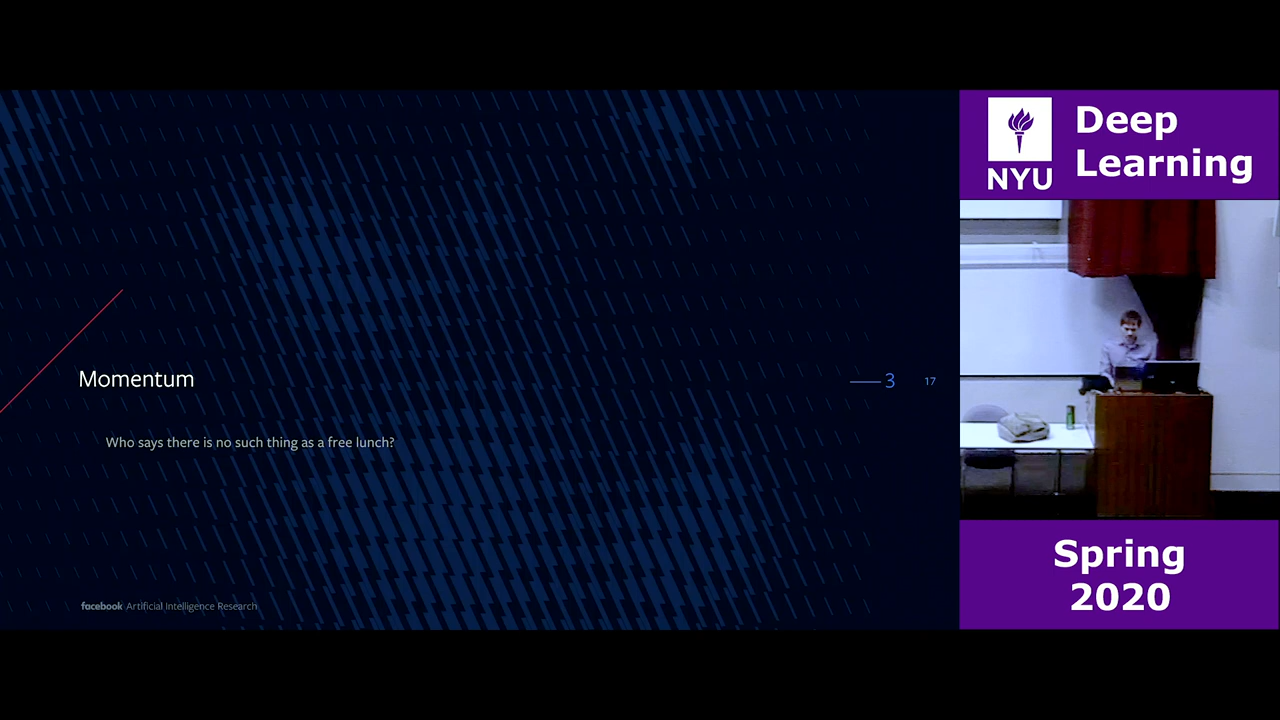 Momentum
Who says there is no such thing as a free lunch?
3
17
facebook Artificial Intelligence Research
NYU
Deep
Learning
Spring
2020